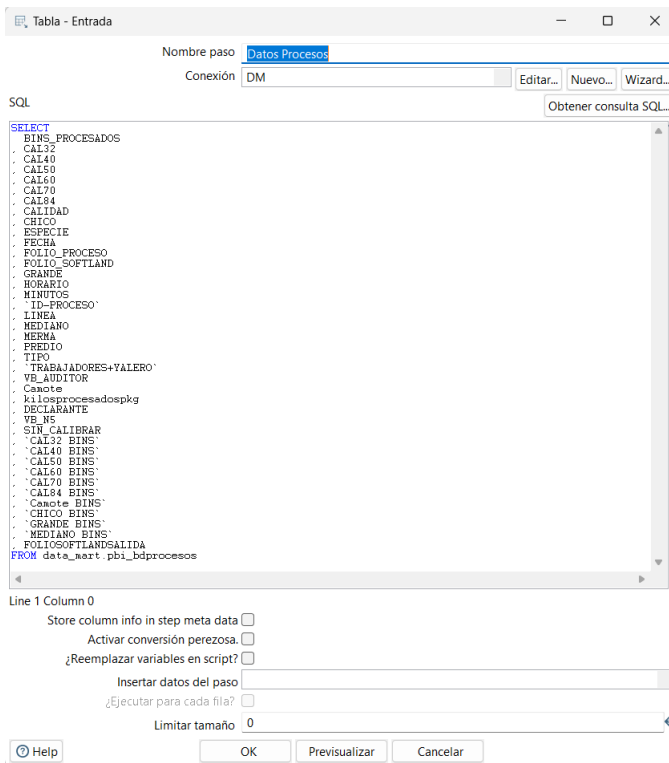 Tabla - Entrada
Nombre paso Datos Procesos
Conexión DM Editar... Nuevo... Wizard...
SQL Obtener consulta SQL...
SELECT
  BINS_PROCESADOS
, CAL32
, CAL40
, CAL50
, CAL60
, CAL70
, CAL84
, CALIDAD
, CHICO
, ESPECIE
, FECHA
, FOLIO_PROCESO
, FOLIO_SOFTLAND
, GRANDE
, HORARIO
, MINUTOS
, `ID-PROCESO`
, LINEA
, MEDIANO
, MERMA
, PREDIO
, TIPO
, `TRABAJADORES+YALERO`
, VB_AUDITOR
, Camote
, kilosprocesadospkg
, DECLARANTE
, VB_N5
, SIN_CALIBRAR
, `CAL32 BINS`
, `CAL40 BINS`
, `CAL50 BINS`
, `CAL60 BINS`
, `CAL70 BINS`
, `CAL84 BINS`
, `Camote BINS`
, `CHICO BINS`
, `GRANDE BINS`
, `MEDIANO BINS`
, FOLIOSOFTLANDSALIDA
FROM data_mart.pbi_bdprocesos
Line 1 Column 0
Store column info in step meta data
Activar conversión perezosa.
¿Reemplazar variables en script?
Insertar datos del paso
¿Ejecutar para cada fila?
Limitar tamaño 0
Help OK Previsualizar Cancelar